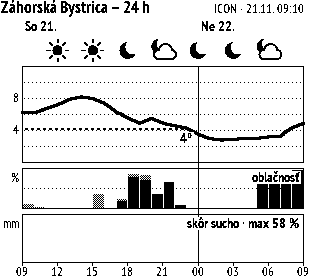 Záhorská Bystrica – 24 h
ICON · 21.11. 09:10
So 21.
Ne 22.
8
4
4°
%
oblačnosť
mm
skôr sucho · max 58 %
09 12 15 18 21 00 03 06 09